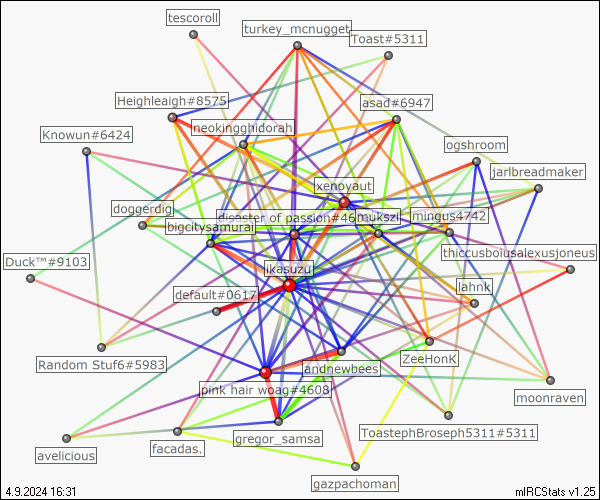 tescoroll
turkey_mcnugget
Toast#5311
Heighleaigh#8575
asad#6947
neokingghidorah
Knowun#6424
ogshroom
xenoyaut
jarlbreadmaker
doggerdig
disaster of passion#46
mukszil
mingus4742
bigcitysamurai
thiccusboiusalexusjoneus
Duck™#9103
ikasuzu
default#0617
iahnk
Random Stuf6#5983
andnewbees
ZeeHonK
pink hair woag#4608
moonraven
ToastephBroseph5311#5311
gregor_samsa
avelicious
facadas.
gazpachoman
4.9.2024 16:31
mIRCStats v1.25